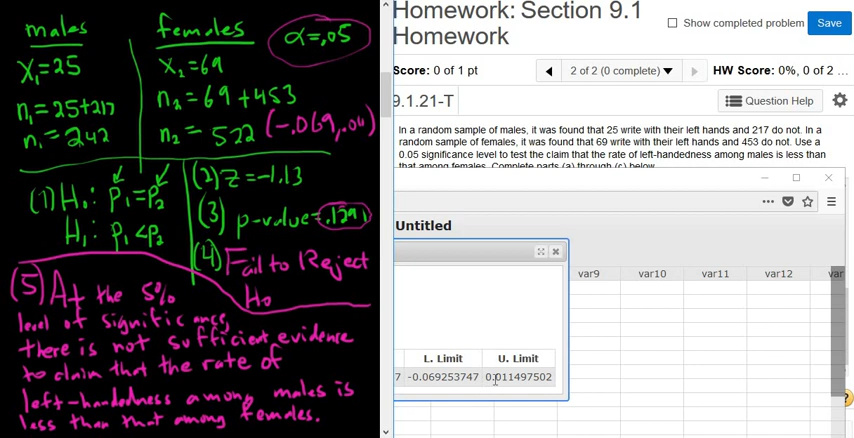 males
females
α=.05
X₁=25
X₂=69
n₁=25+217
n₂=69+453
n₁=242
n₂=522
(-.069,.011)
(1) H₀: P₁=P₂
H₁: P₁<P₂
(2) Z=-1.13
(3) p-value=.1291
(4) Fail to Reject
H₀
(5) At the 5%
level of significance,
there is not sufficient evidence
to claim that the rate of
left-handedness among males is
less than that among females.
Homework: Section 9.1
Homework
Show completed problem
Save
Score: 0 of 1 pt
2 of 2 (0 complete)
HW Score: 0%, 0 of 2 ...
9.1.21-T
Question Help
In a random sample of males, it was found that 25 write with their left hands and 217 do not. In a
random sample of females, it was found that 69 write with their left hands and 453 do not. Use a
0.05 significance level to test the claim that the rate of left-handedness among males is less than
that among females. Complete parts (a) through (c) below.
Untitled
var9 var10 var11 var12 var
L. Limit U. Limit
7 -0.069253747 0.011497502